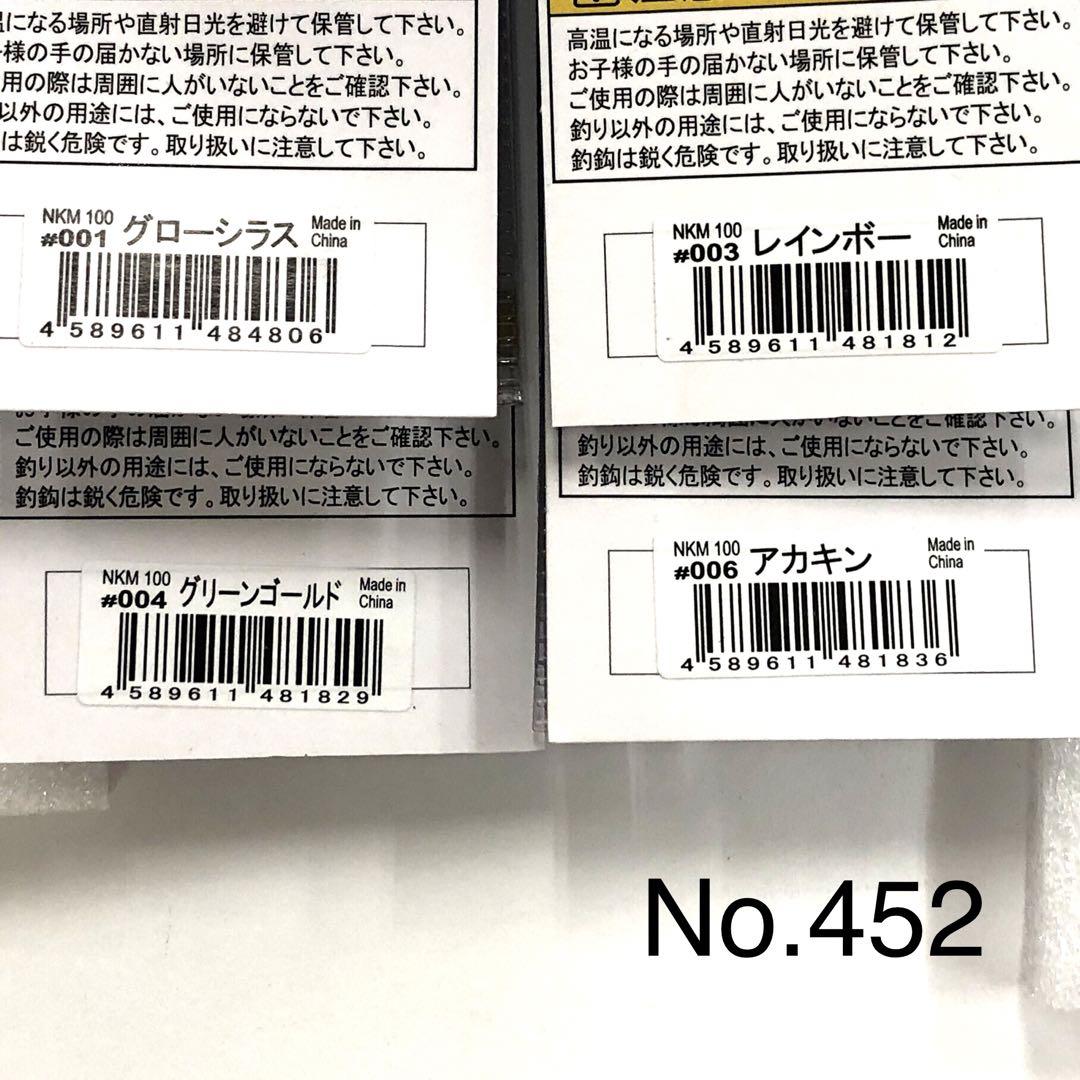 になる場所や直射日光を避けて保管して下さい。
子様の手の届かない場所に保管して下さい。
用の際は周囲に人がいないことをご確認下さい。
以外の用途には、ご使用にならないで下さい。
は鋭く危険です。取り扱いに注意して下さい。
NKM 100
#001 グローシラス Made in China
4 589611 484806
高温になる場所や直射日光を避けて保管して下さい。
お子様の手の届かない場所に保管して下さい。
ご使用の際は周囲に人がいないことをご確認下さい。
釣り以外の用途には、ご使用にならないで下さい。
釣鈎は鋭く危険です。取り扱いに注意して下さい。
NKM 100
#003 レインボー Made in China
4 589611 481812
ご使用の際は周囲に人がいないことをご確認下さい。
釣り以外の用途には、ご使用にならないで下さい。
釣鈎は鋭く危険です。取り扱いに注意して下さい。
NKM 100
#004 グリーンゴールド Made in China
4 589611 481829
釣り以外の用途には、ご使用にならないで下さい。
釣鈎は鋭く危険です。取り扱いに注意して下さい。
NKM 100
#006 アカキン Made in China
4 589611 481836
No.452